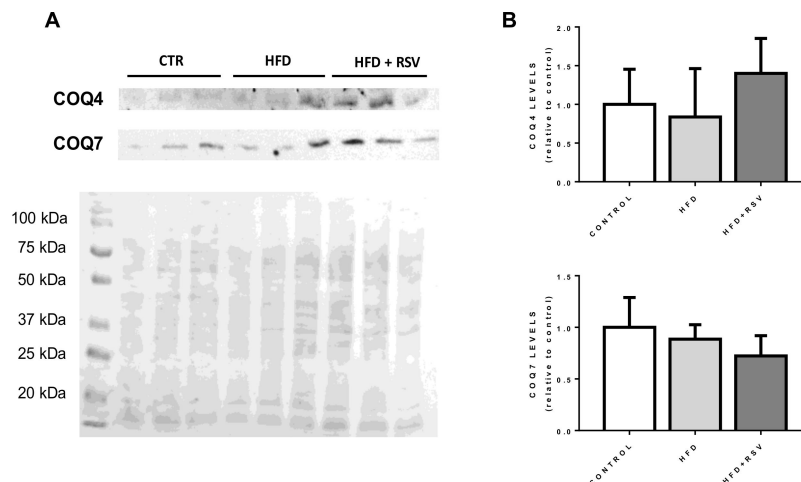 A
CTR HFD HFD + RSV
COQ4
COQ7
100 kDa
75 kDa
50 kDa
37 kDa
25 kDa
20 kDa
B
COQ4 LEVELS
(relative to control)
2.0
1.5
1.0
0.5
0.0
CONTROL HFD HFD+RSV
COQ7 LEVELS
(relative to control)
1.5
1.0
0.5
0.0
CONTROL HFD HFD+RSV